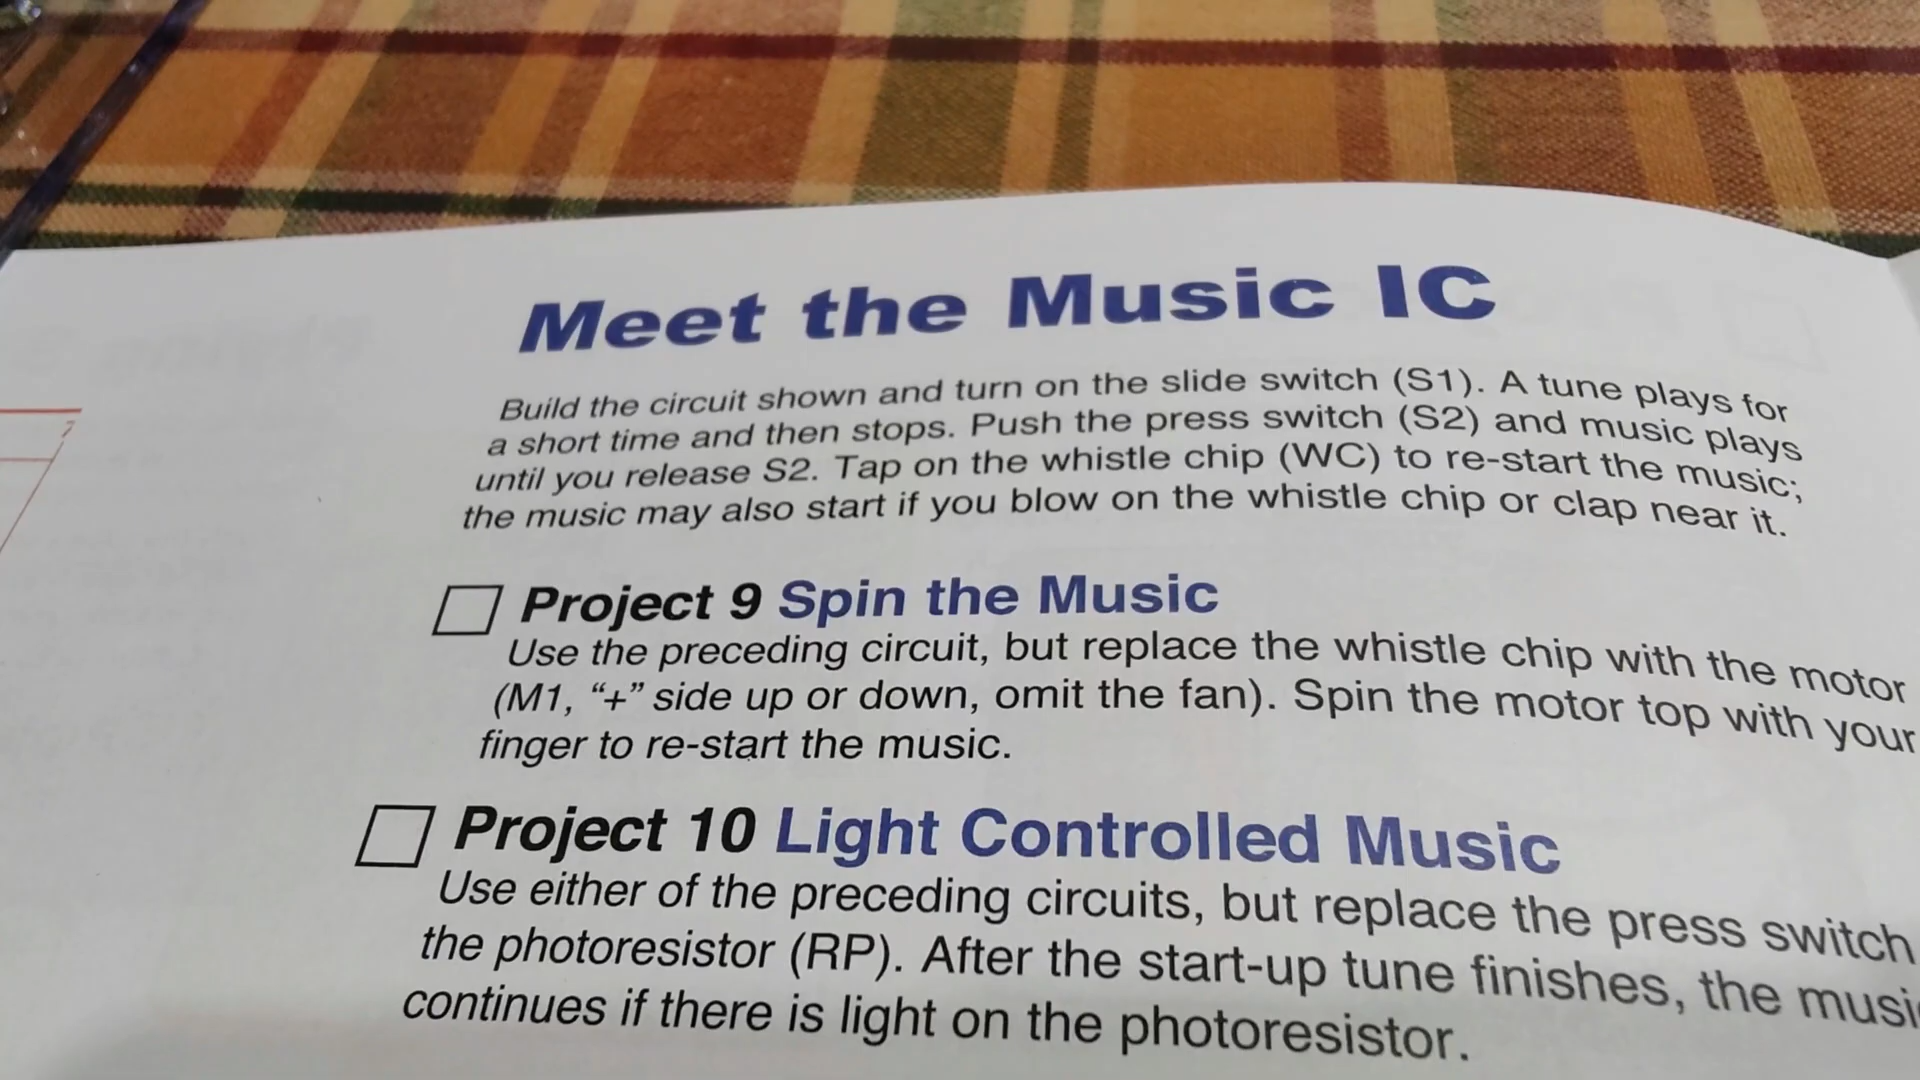 Meet the Music IC
Build the circuit shown and turn on the slide switch (S1). A tune plays for
a short time and then stops. Push the press switch (S2) and music plays
until you release S2. Tap on the whistle chip (WC) to re-start the music;
the music may also start if you blow on the whistle chip or clap near it.
Project 9 Spin the Music
Use the preceding circuit, but replace the whistle chip with the motor
(M1, “+” side up or down, omit the fan). Spin the motor top with your
finger to re-start the music.
Project 10 Light Controlled Music
Use either of the preceding circuits, but replace the press switch
the photoresistor (RP). After the start-up tune finishes, the
continues if there is light on the photoresistor.